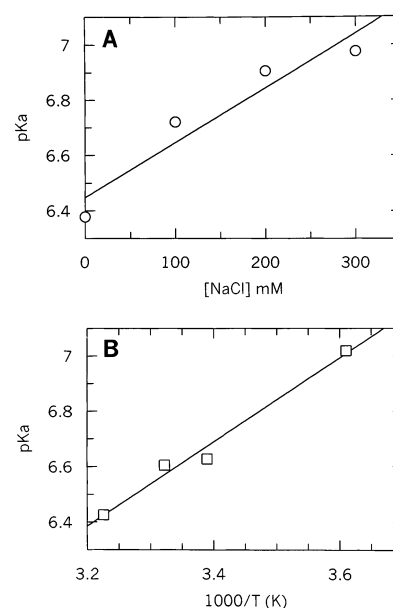 A
7
6.8
6.6
6.4
pKa
0 100 200 300
[NaCl] mM
B
7
6.8
6.6
6.4
pKa
3.2 3.4 3.6
1000/T (K)